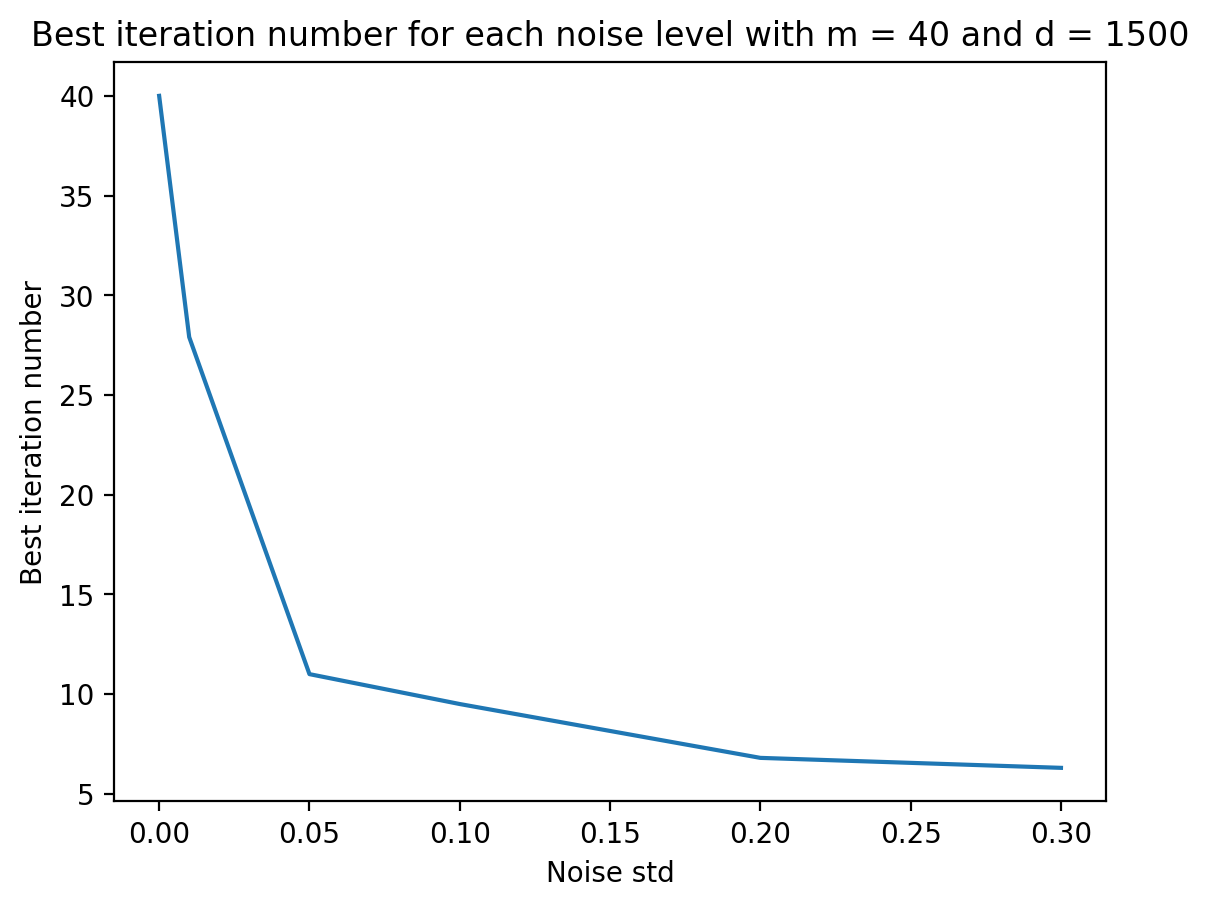 Best iteration number for each noise level with m = 40 and d = 1500
Best iteration number
40
35
30
25
20
15
10
5
0.00 0.05 0.10 0.15 0.20 0.25 0.30
Noise std